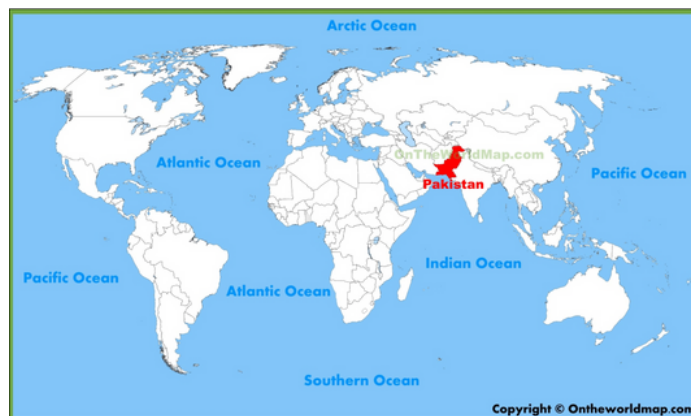 Arctic Ocean
OnTheWorldMap.com
Atlantic Ocean
Pacific Ocean
Pakistan
Indian Ocean
Pacific Ocean
Atlantic Ocean
Southern Ocean
Copyright © Ontheworldmap.com